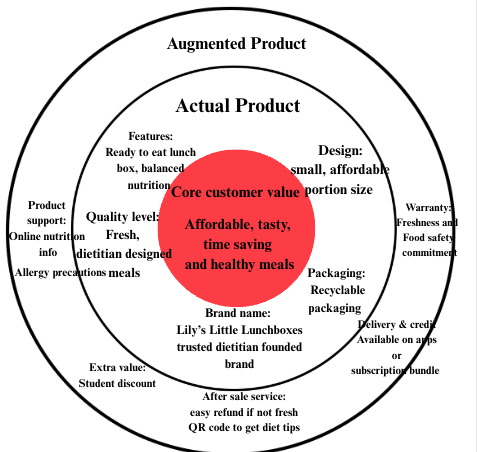 Augmented Product
Actual Product
Features:
Ready to eat lunch
box, balanced
nutrition
Design:
small, affordable
portion size
Core customer value
Affordable, tasty,
time saving
and healthy meals
Product
support:
Online nutrition
info
Allergy precautions
Quality level:
Fresh,
dietitian designed
meals
Warranty:
Freshness and
Food safety
commitment
Packaging:
Recyclable
packaging
Brand name:
Lily's Little Lunchboxes
trusted dietitian founded
brand
Delivery & credit
Available on apps
or
subscription bundle
Extra value:
Student discount
After sale service:
easy refund if not fresh
QR code to get diet tips